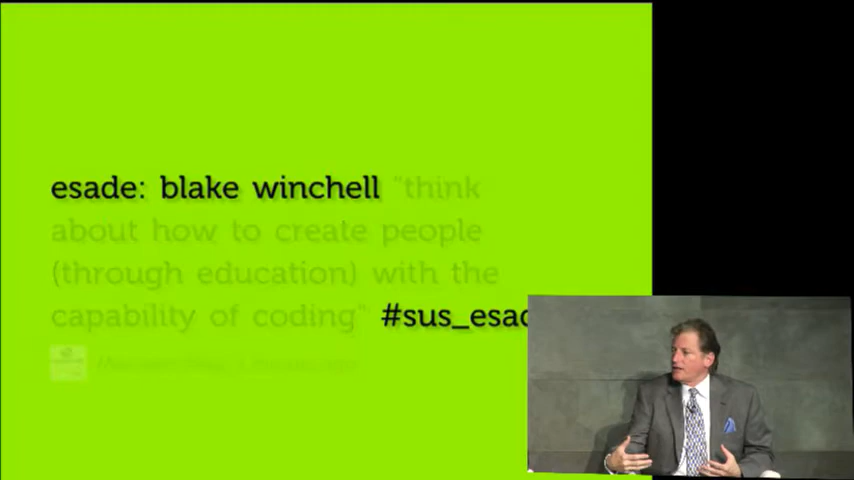 esade: blake winchell "think
about how to create people
(through education) with the
capability of coding" #sus_esad